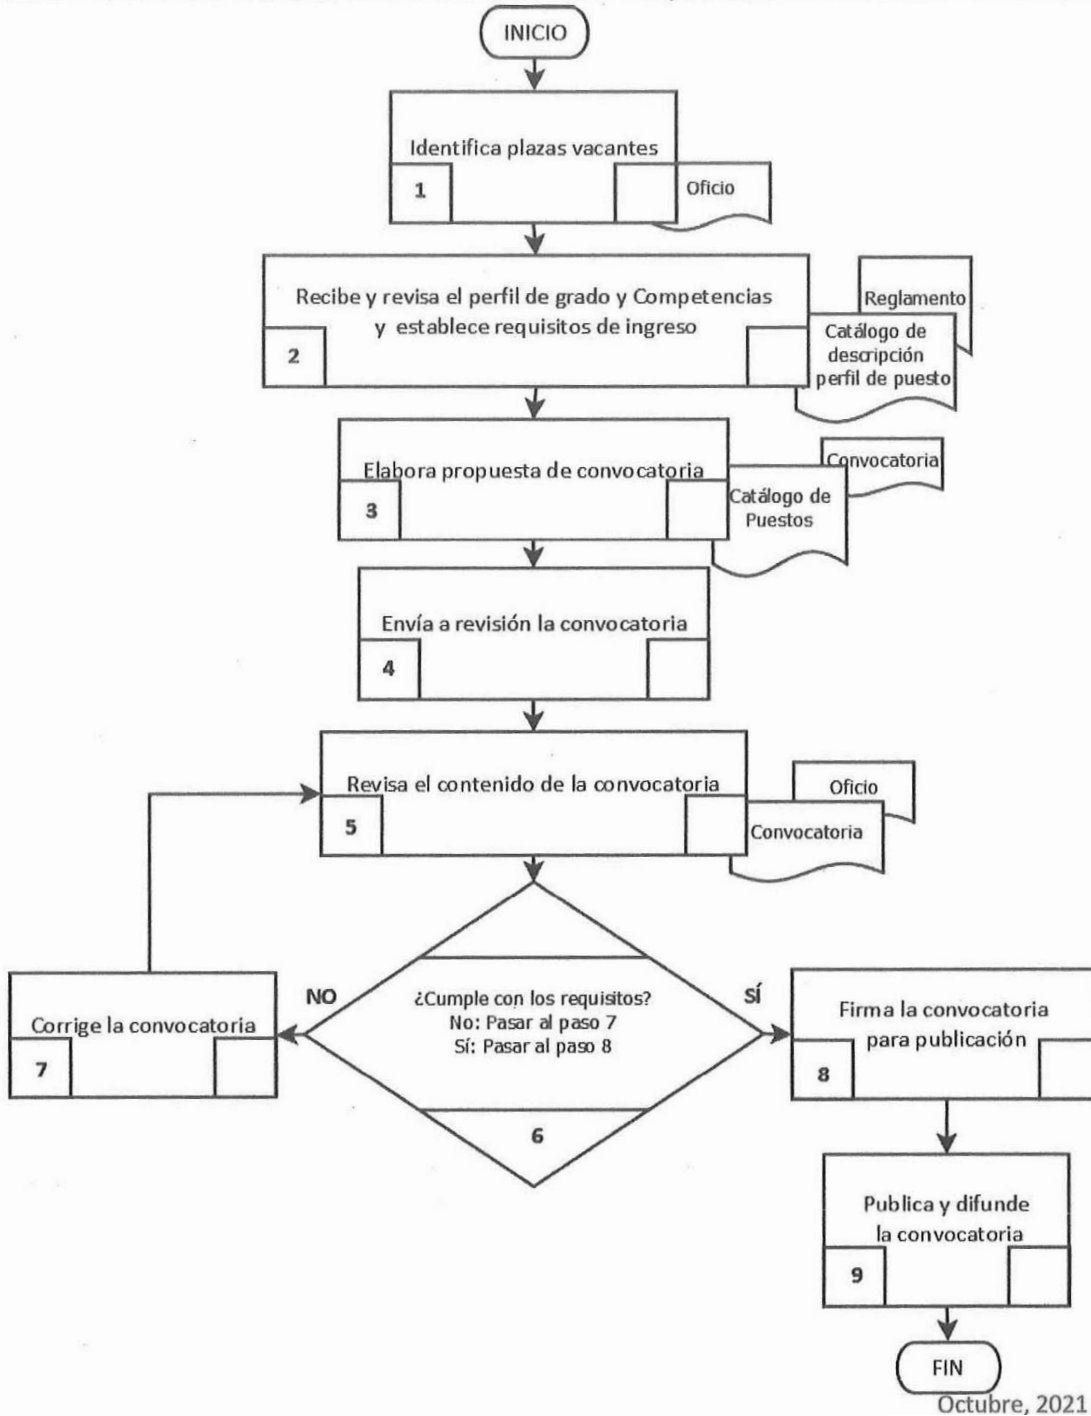 INICIO
Identifica plazas vacantes
1
Oficio
Recibe y revisa el perfil de grado y Competencias
y establece requisitos de ingreso
2
Reglamento
Catálogo de
descripción
perfil de puesto
Elabora propuesta de convocatoria
3
Convocatoria
Catálogo de
Puestos
Envía a revisión la convocatoria
4
Revisa el contenido de la convocatoria
5
Oficio
Convocatoria
NO
¿Cumple con los requisitos?
No: Pasar al paso 7
Sí: Pasar al paso 8
6
SÍ
Corrige la convocatoria
7
Firma la convocatoria
para publicación
8
Publica y difunde
la convocatoria
9
FIN
Octubre, 2021